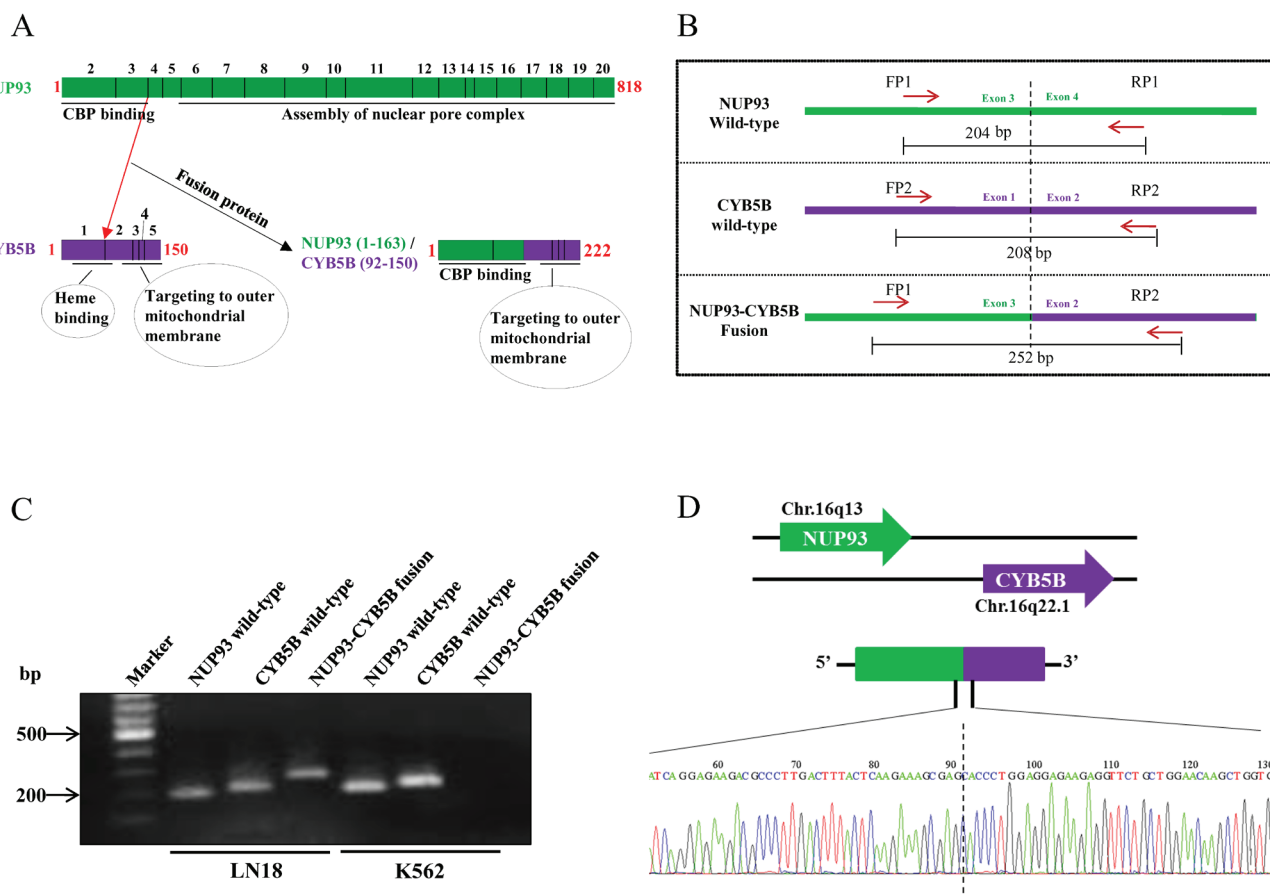 A
2 3 4 5 6 7 8 9 10 11 12 13 14 15 16 17 18 19 20
UP93 1 818
CBP binding Assembly of nuclear pore complex
Fusion protein
4
1 2 3 5
YB5B 1 150
Heme
binding
Targeting to outer
mitochondrial
membrane
NUP93 (1-163) /
CYB5B (92-150)
1 222
CBP binding
Targeting to outer
mitochondrial
membrane
B
NUP93
Wild-type
FP1 RP1
Exon 3 Exon 4
204 bp
CYB5B
wild-type
FP2 RP2
Exon 1 Exon 2
208 bp
NUP93-CYB5B
Fusion
FP1 RP2
Exon 3 Exon 2
252 bp
C
bp
Marker
NUP93 wild-type
CYB5B wild-type
NUP93-CYB5B fusion
NUP93 wild-type
CYB5B wild-type
NUP93-CYB5B fusion
500
200
LN18 K562
D
Chr.16q13
NUP93
CYB5B
Chr.16q22.1
5’ 3’
60 70 80 90 100 110 120 130
ATCAGGAGAAGACGCCCTTGACTTTACTCAAGAAAGCGAGCACCCTGGAGGAGAAGAGGTTCTGCTGGAACAAGCTGGTG